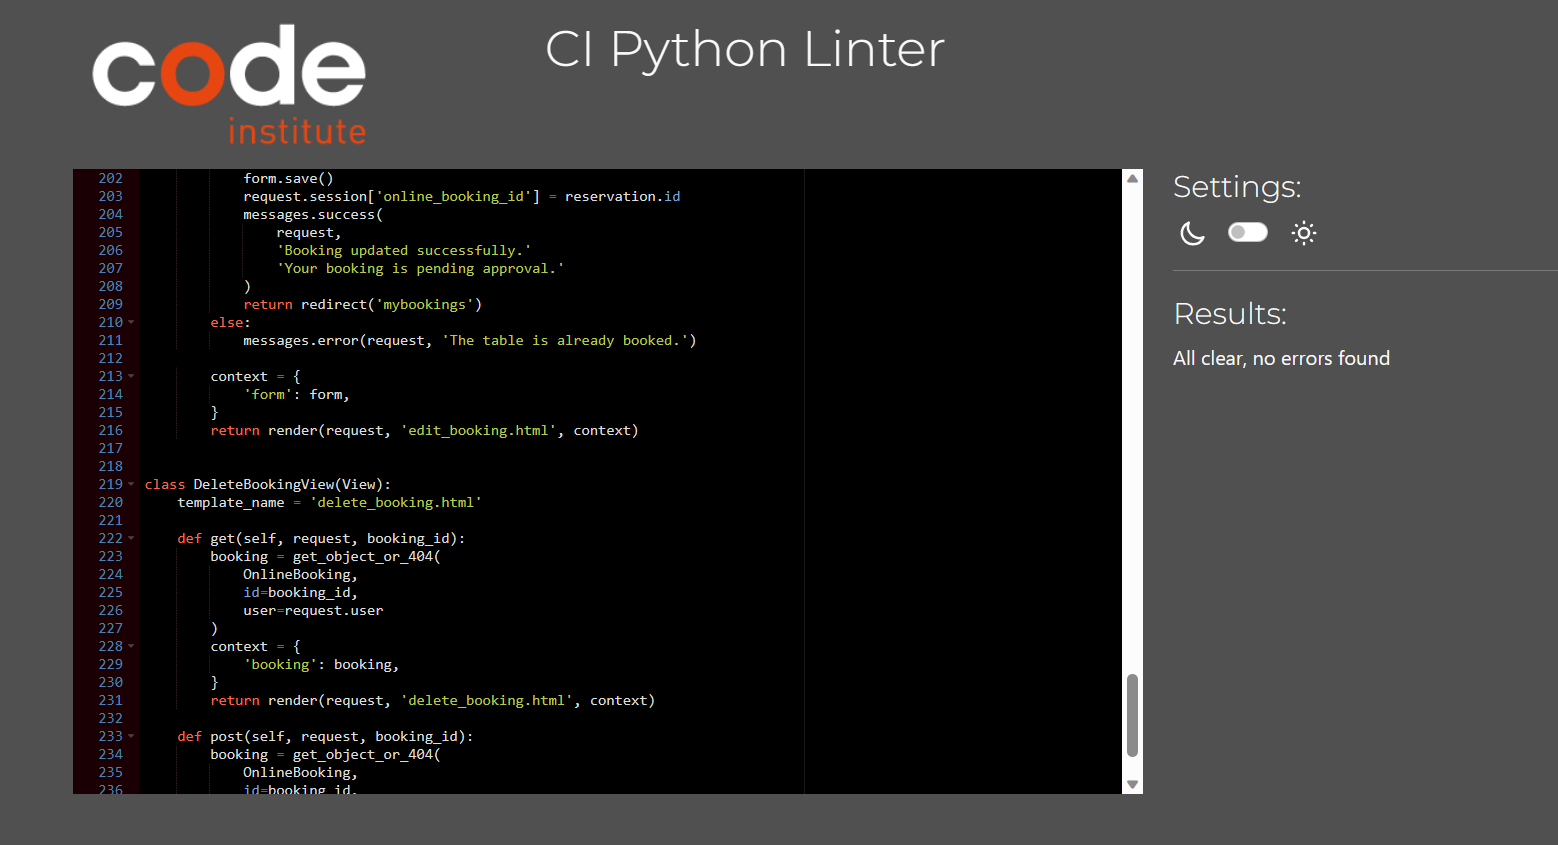 code
institute
CI Python Linter
202 form.save()
203 request.session['online_booking_id'] = reservation.id
204 messages.success(
205 request,
206 'Booking updated successfully.'
207 'Your booking is pending approval.'
208 )
209 return redirect('mybookings')
210 else:
211 messages.error(request, 'The table is already booked.')
212
213 context = {
214 'form': form,
215 }
216 return render(request, 'edit_booking.html', context)
217
218
219 class DeleteBookingView(View):
220 template_name = 'delete_booking.html'
221
222 def get(self, request, booking_id):
223 booking = get_object_or_404(
224 OnlineBooking,
225 id=booking_id,
226 user=request.user
227 )
228 context = {
229 'booking': booking,
230 }
231 return render(request, 'delete_booking.html', context)
232
233 def post(self, request, booking_id):
234 booking = get_object_or_404(
235 OnlineBooking,
236 id=booking_id,
Settings:
Results:
All clear, no errors found